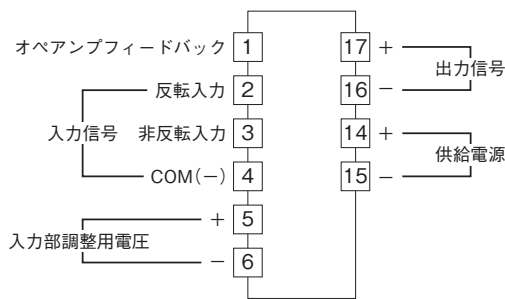 オペアンプフィードバック 1
反転入力 2
入力信号
非反転入力 3
COM(−) 4
+ 5
入力部調整用電圧
− 6
17 +
出力信号
16 −
14 +
供給電源
15 −